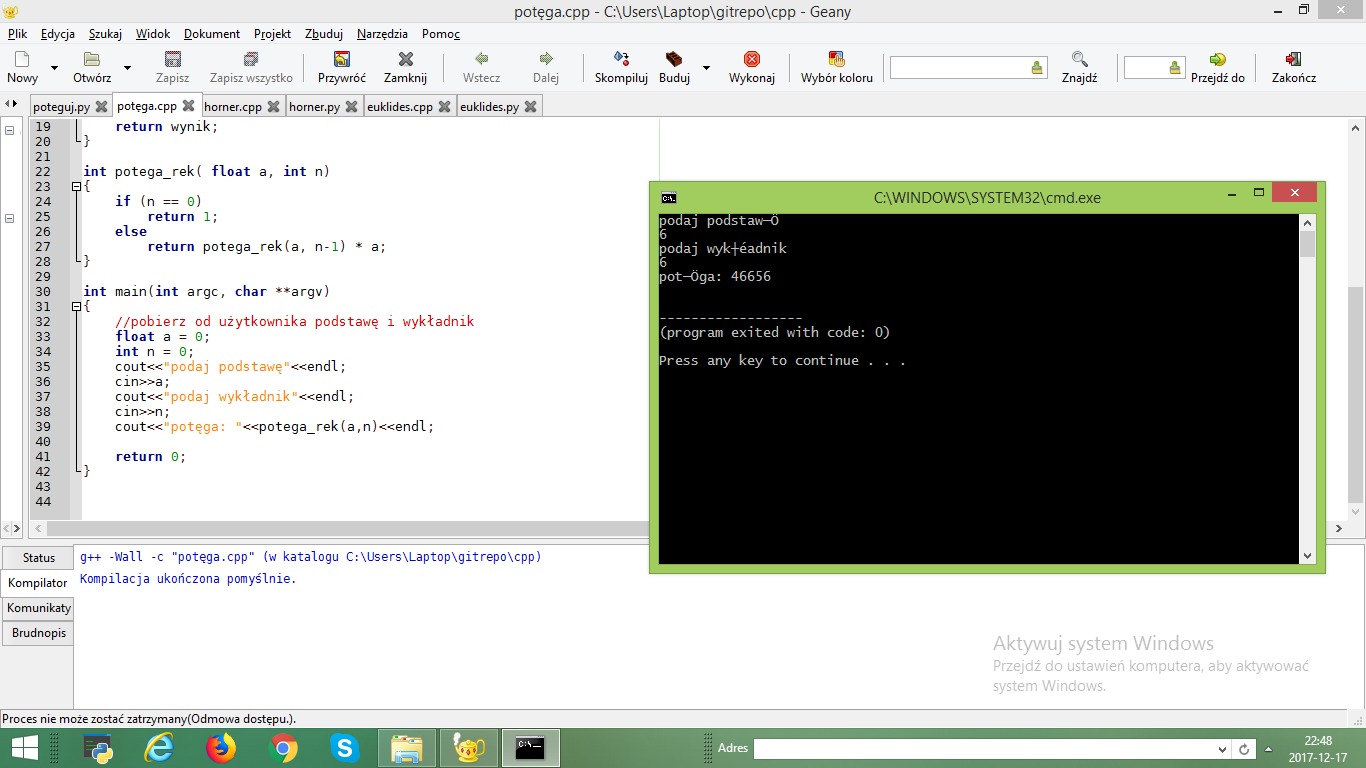 potęga.cpp - C:\Users\Laptop\gitrepo\cpp - Geany
Plik Edycja Szukaj Widok Dokument Projekt Zbuduj Narzędzia Pomoc
Nowy Otwórz Zapisz Zapisz wszystko Przywróć Zamknij Wstecz Dalej Skompiluj Buduj Wykonaj Wybór koloru Znajdź Przejdź do Zakończ
poteguj.py potęga.cpp horner.cpp horner.py euklides.cpp euklides.py
19 return wynik;
20 }
21
22 int potega_rek( float a, int n)
23 {
24 if (n == 0)
25 return 1;
26 else
27 return potega_rek(a, n-1) * a;
28 }
29
30 int main(int argc, char **argv)
31 {
32 //pobierz od użytkownika podstawę i wykładnik
33 float a = 0;
34 int n = 0;
35 cout<<"podaj podstawę"<<endl;
36 cin>>a;
37 cout<<"podaj wykładnik"<<endl;
38 cin>>n;
39 cout<<"potęga: "<<potega_rek(a,n)<<endl;
40
41 return 0;
42 }
43
44
C:\WINDOWS\SYSTEM32\cmd.exe
podaj podstaw─Ö
6
podaj wyk┼éadnik
6
pot─Öga: 46656
------------------
(program exited with code: 0)
Press any key to continue . . .
Status
Kompilator
Komunikaty
Brudnopis
g++ -Wall -c "potęga.cpp" (w katalogu C:\Users\Laptop\gitrepo\cpp)
Kompilacja ukończona pomyślnie.
Aktywuj system Windows
Przejdź do ustawień komputera, aby aktywować
system Windows.
Proces nie może zostać zatrzymany(Odmowa dostępu.).
Adres
22:48
2017-12-17